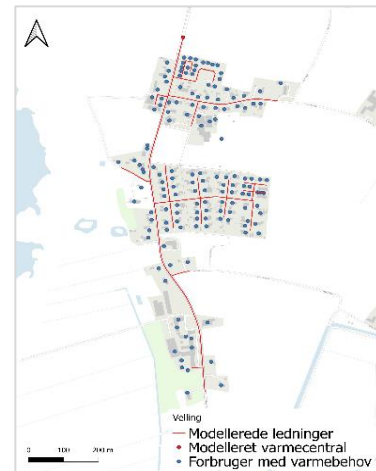 Velling
Modellerede ledninger
Modelleret varmecentral
Forbruger med varmebehov
0 100 200 m